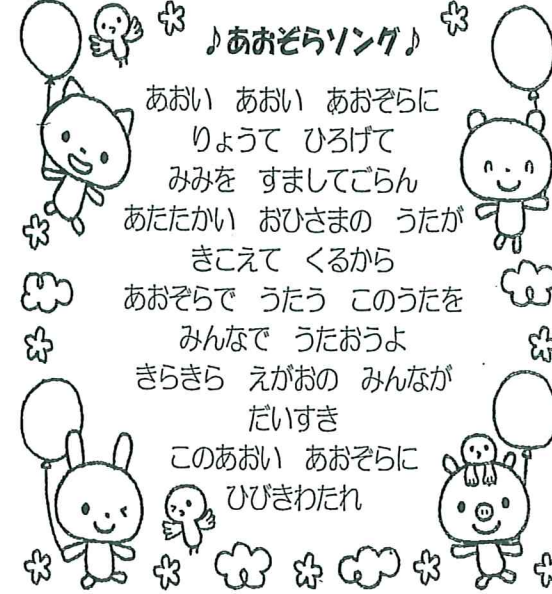 ♪あおぞらソング♪
あおい　あおい　あおぞらに
りょうて　ひろげて
みみを　すましてごらん
あたたかい　おひさまの　うたが
きこえて　くるから
あおぞらで　うたう　このうたを
みんなで　うたおうよ
きらきら　えがおの　みんなが
だいすき
このあおい　あおぞらに
ひびきわたれ